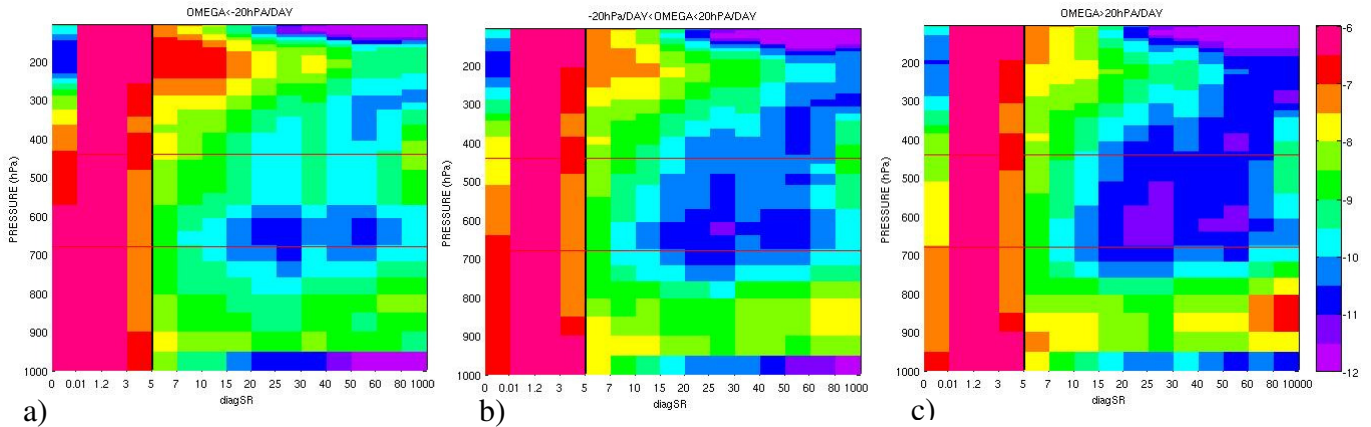 OMEGA<-20hPA/DAY
PRESSURE (hPa)
200
300
400
500
600
700
800
900
1000
0 0.01 1.2 3 5 7 10 15 20 25 30 40 50 60 80 1000
diagSR
a)
-20hPa/DAY<OMEGA<20hPA/DAY
PRESSURE (hPa)
200
300
400
500
600
700
800
900
1000
0 0.01 1.2 3 5 7 10 15 20 25 30 40 50 60 80 1000
diagSR
b)
OMEGA>20hPA/DAY
PRESSURE (hPa)
200
300
400
500
600
700
800
900
1000
0 0.01 1.2 3 5 7 10 15 20 25 30 40 50 60 80 10000
diagSR
c)
-6
-7
-8
-9
-10
-11
-12